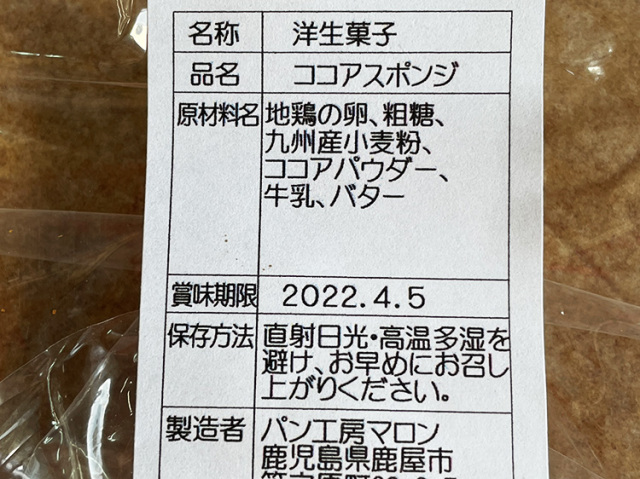 名称 洋生菓子
品名 ココアスポンジ
原材料名 地鶏の卵、粗糖、
九州産小麦粉、
ココアパウダー、
牛乳、バター
賞味期限 2022.4.5
保存方法 直射日光・高温多湿を
避け、お早めにお召し
上がりください。
製造者 パン工房マロン
鹿児島県鹿屋市